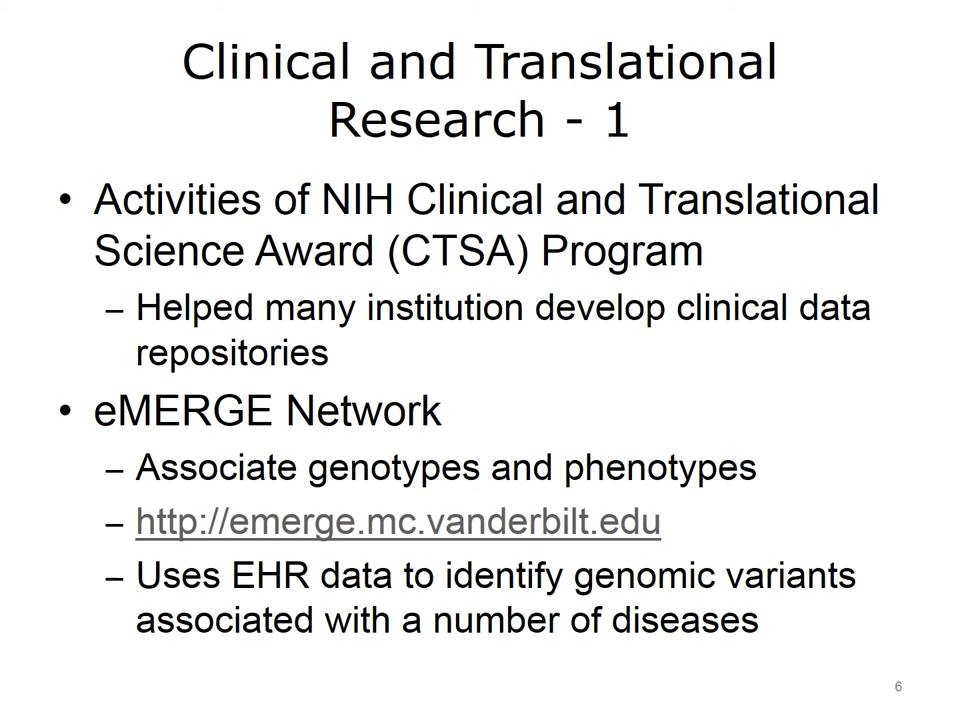 Clinical and Translational
Research - 1
• Activities of NIH Clinical and Translational
Science Award (CTSA) Program
– Helped many institution develop clinical data
repositories
• eMERGE Network
– Associate genotypes and phenotypes
– http://emerge.mc.vanderbilt.edu
– Uses EHR data to identify genomic variants
associated with a number of diseases
6